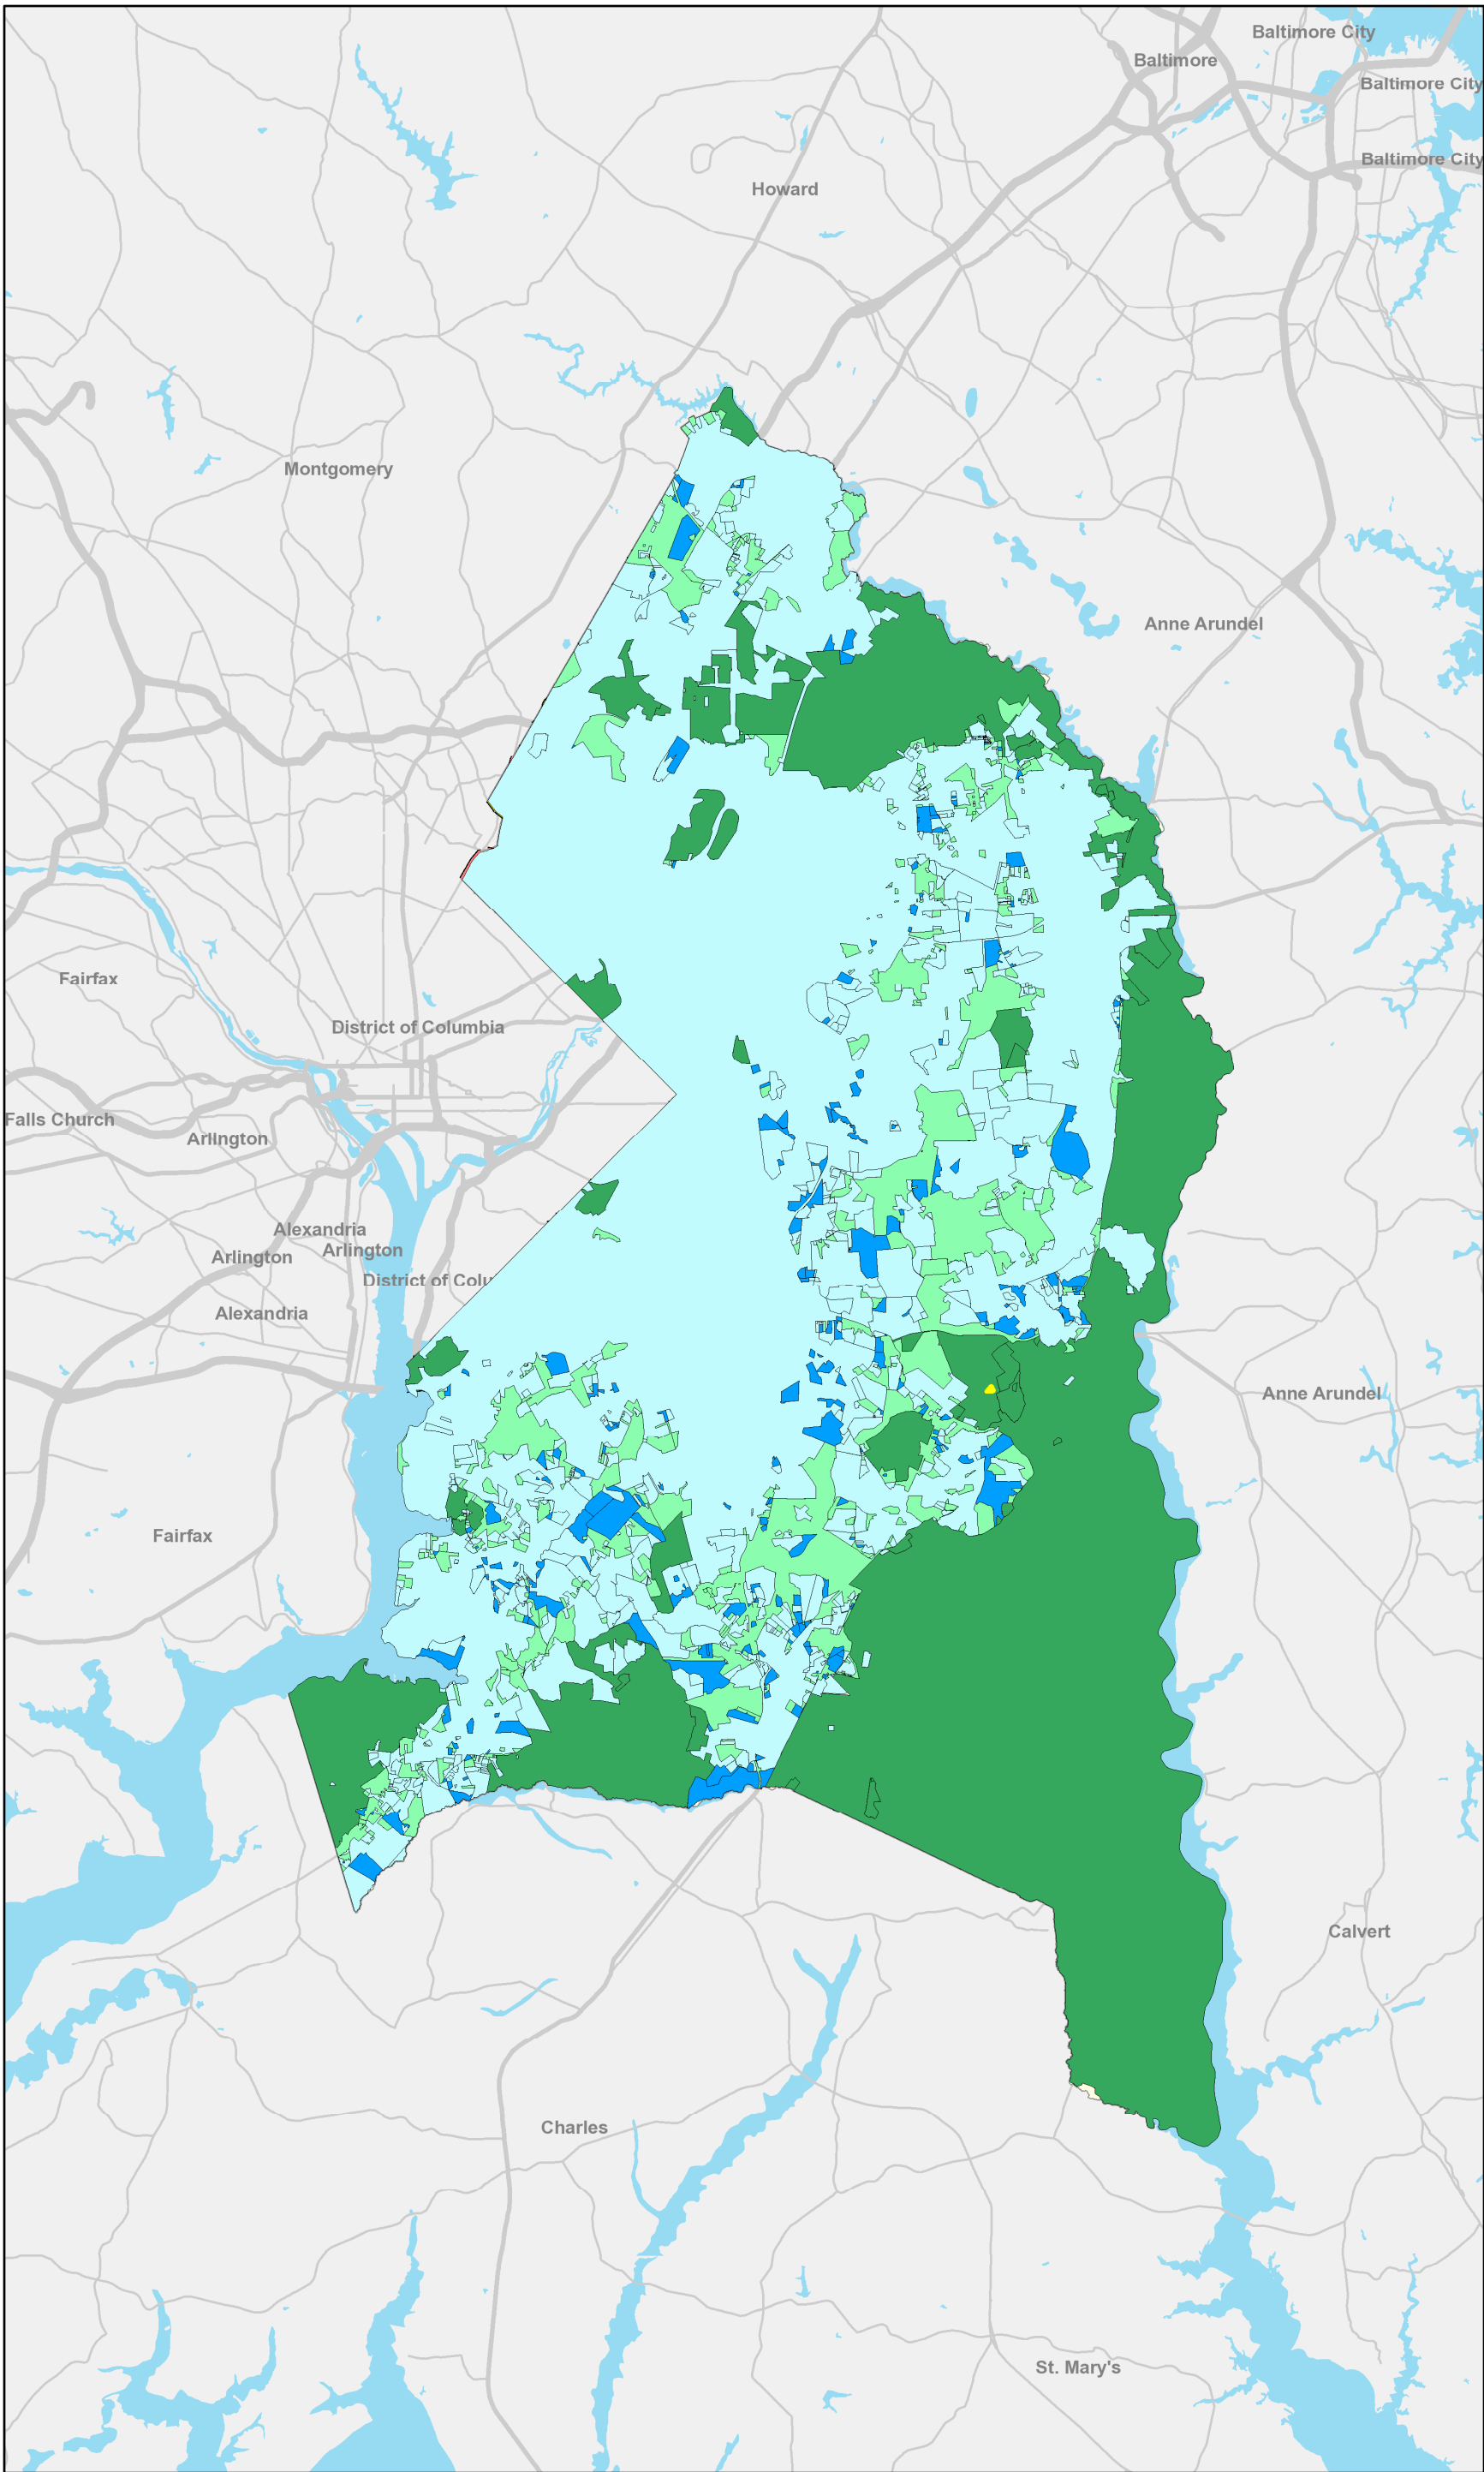 Baltimore City
Baltimore
Baltimore City
Baltimore City
Howard
Montgomery
Anne Arundel
Fairfax
District of Columbia
Falls Church
Arlington
Alexandria
Arlington
Arlington
District of Colu
Alexandria
Anne Arundel
Fairfax
Calvert
Charles
St. Mary's